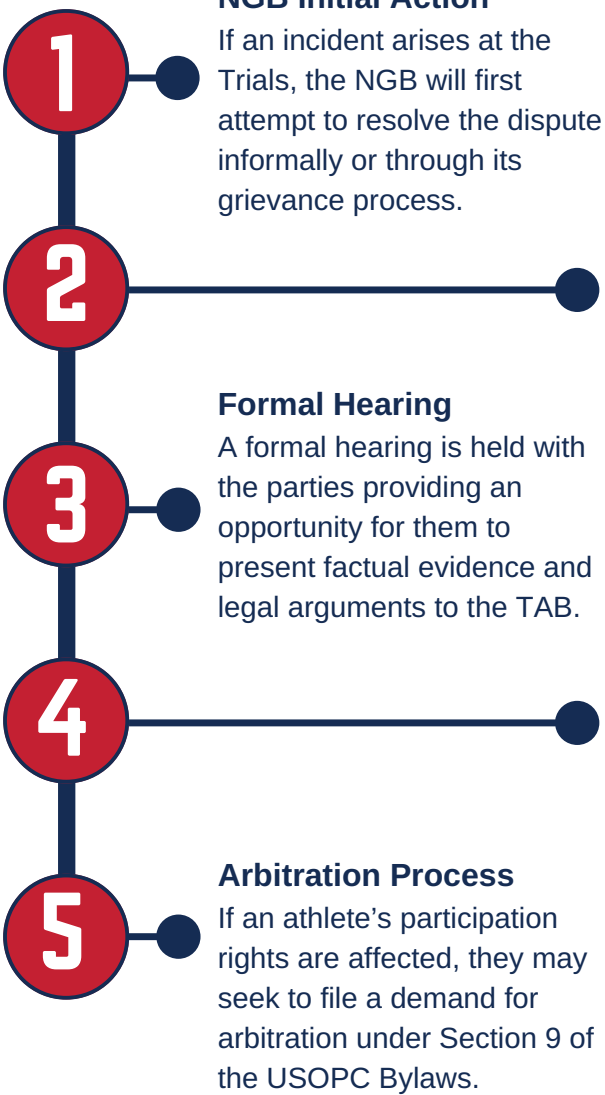 NGB Initial Action
1
If an incident arises at the
Trials, the NGB will first
attempt to resolve the dispute
informally or through its
grievance process.
2
Formal Hearing
3
A formal hearing is held with
the parties providing an
opportunity for them to
present factual evidence and
legal arguments to the TAB.
4
Arbitration Process
5
If an athlete’s participation
rights are affected, they may
seek to file a demand for
arbitration under Section 9 of
the USOPC Bylaws.